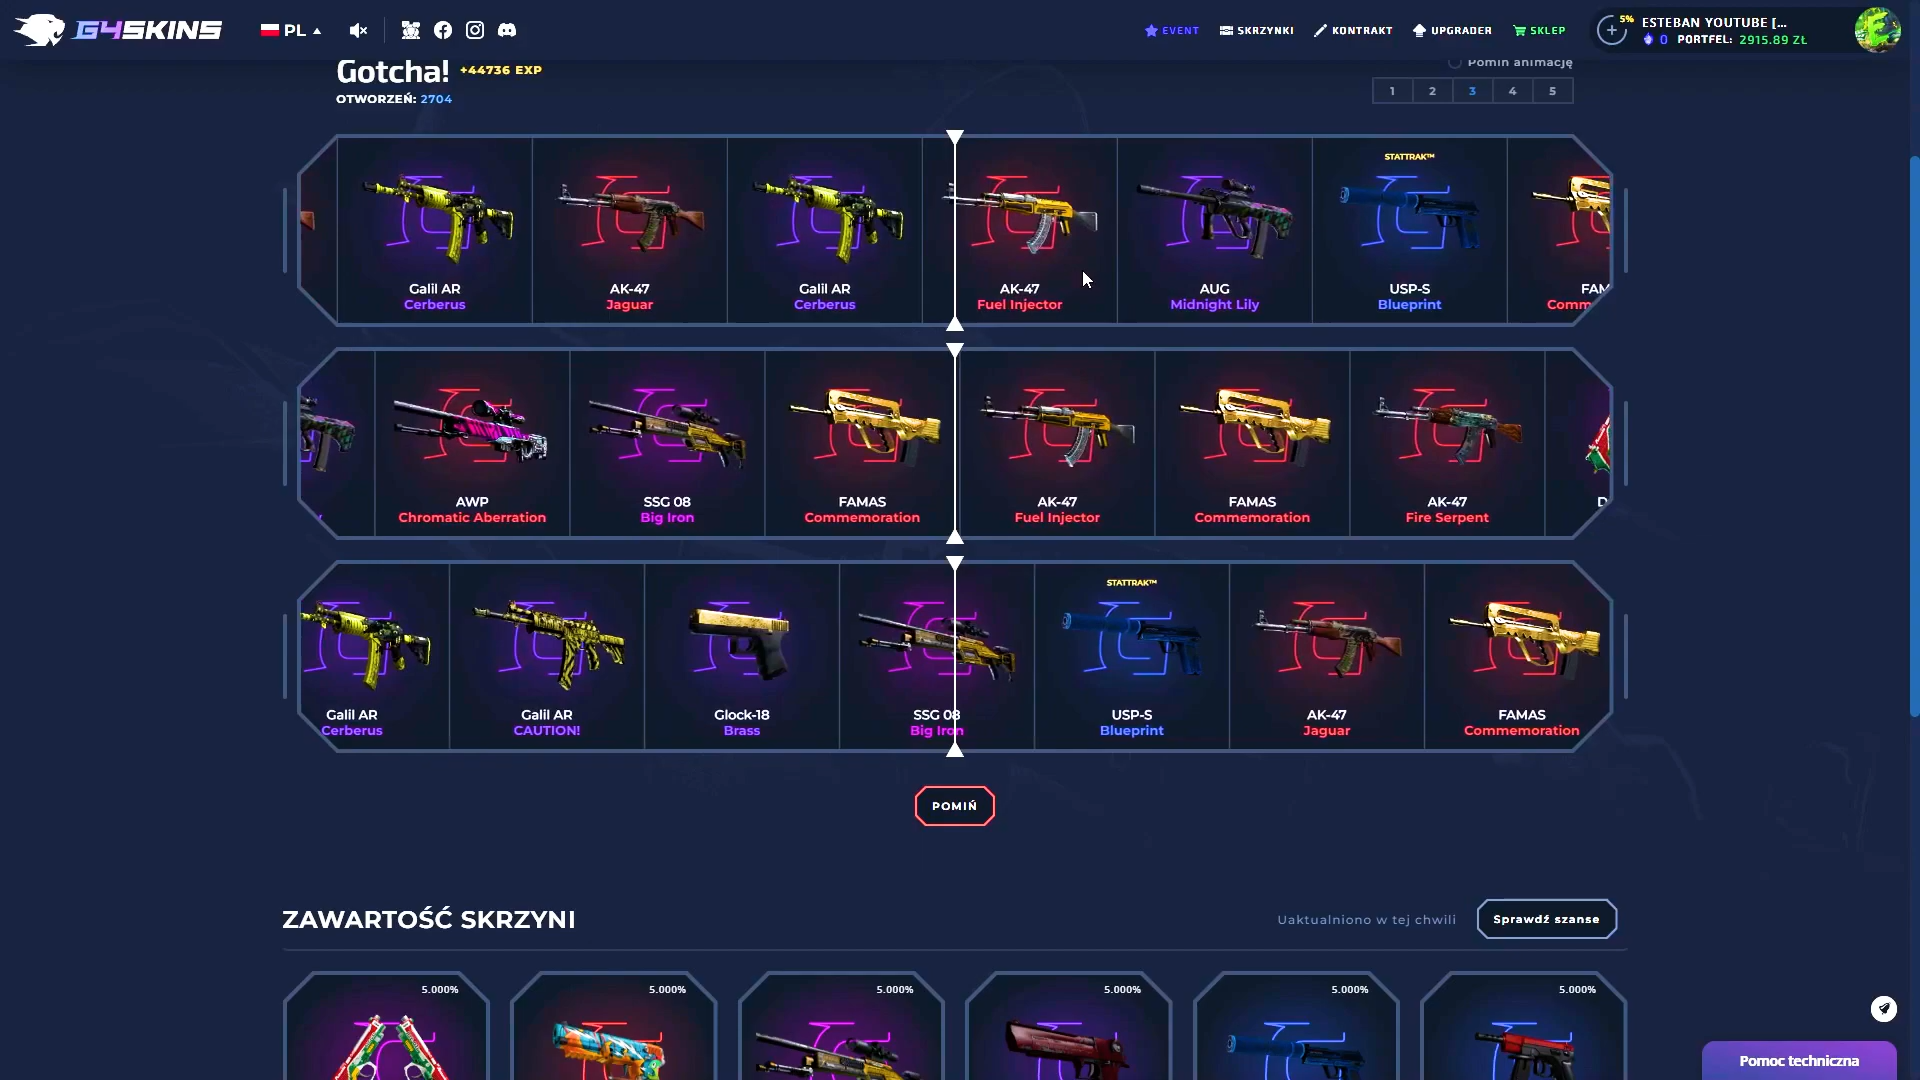 G4SKINS
PL
EVENT
SKRZYNKI
KONTRAKT
UPGRADER
SKLEP
5%
ESTEBAN YOUTUBE [...
0 PORTFEL: 2915.89 ZŁ
Gotcha! +44736 EXP
Pomiń animację
OTWORZEŃ: 2704
1 2 3 4 5
STATTRAK™
Galil AR
Cerberus
AK-47
Jaguar
Galil AR
Cerberus
AK-47
Fuel Injector
AUG
Midnight Lily
USP-S
Blueprint
FAM
Comm
AWP
Chromatic Aberration
SSG 08
Big Iron
FAMAS
Commemoration
AK-47
Fuel Injector
FAMAS
Commemoration
AK-47
Fire Serpent
D
STATTRAK™
Galil AR
Cerberus
Galil AR
CAUTION!
Glock-18
Brass
SSG 08
Big Iron
USP-S
Blueprint
AK-47
Jaguar
FAMAS
Commemoration
POMIŃ
ZAWARTOŚĆ SKRZYNI
Uaktualniono w tej chwili
Sprawdź szanse
5.000%
5.000%
5.000%
5.000%
5.000%
5.000%
Pomoc techniczna